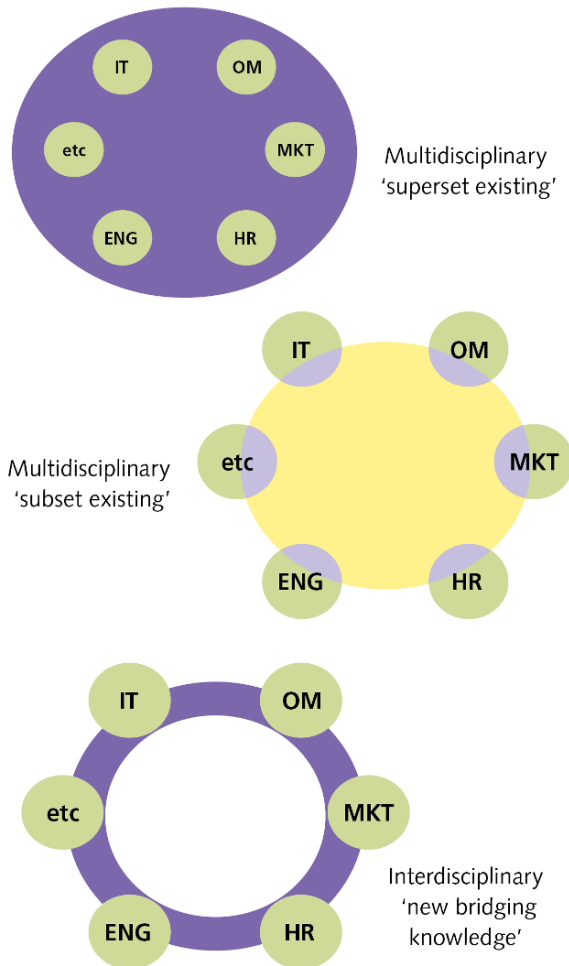 IT
OM
etc
MKT
ENG
HR
Multidisciplinary
‘superset existing’
IT
OM
etc
MKT
ENG
HR
Multidisciplinary
‘subset existing’
IT
OM
etc
MKT
ENG
HR
Interdisciplinary
‘new bridging
knowledge’